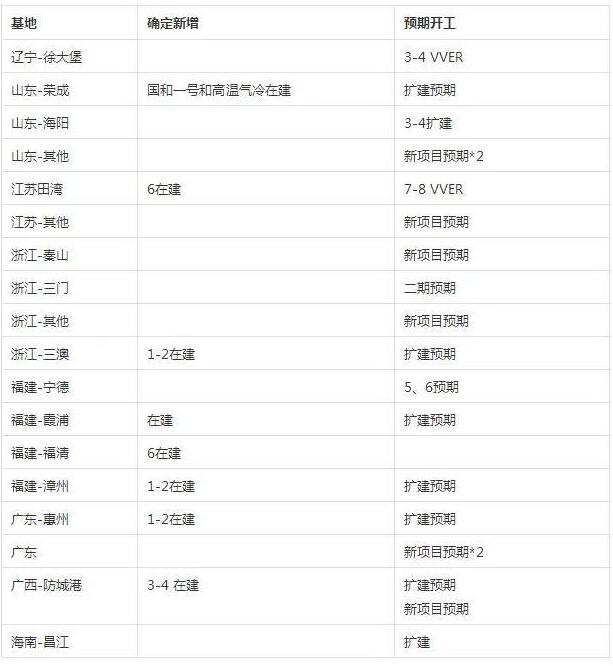 基地 确定新增 预期开工
辽宁-徐大堡 3-4 VVER
山东-荣成 国和一号和高温气冷在建 扩建预期
山东-海阳 3-4扩建
山东-其他 新项目预期*2
江苏田湾 6在建 7-8 VVER
江苏-其他 新项目预期
浙江-秦山 新项目预期
浙江-三门 二期预期
浙江-其他 新项目预期
浙江-三澳 1-2在建 扩建预期
福建-宁德 5、6预期
福建-霞浦 在建 扩建预期
福建-福清 6在建
福建-漳州 1-2在建 扩建预期
广东-惠州 1-2在建 扩建预期
广东 新项目预期*2
广西-防城港 3-4 在建 扩建预期
新项目预期
海南-昌江 扩建